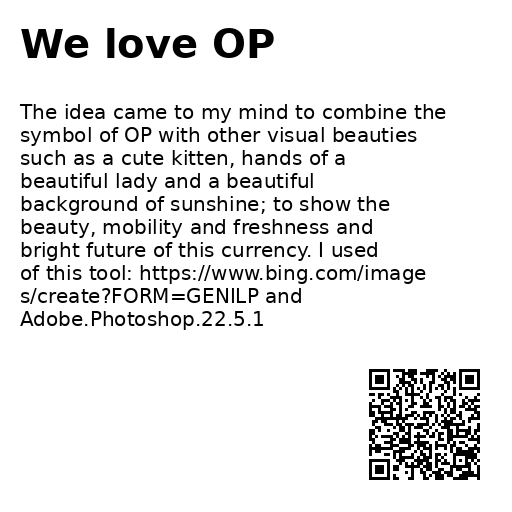 We love OP
The idea came to my mind to combine the
symbol of OP with other visual beauties
such as a cute kitten, hands of a
beautiful lady and a beautiful
background of sunshine; to show the
beauty, mobility and freshness and
bright future of this currency. I used
of this tool: https://www.bing.com/image
s/create?FORM=GENILP and
Adobe.Photoshop.22.5.1